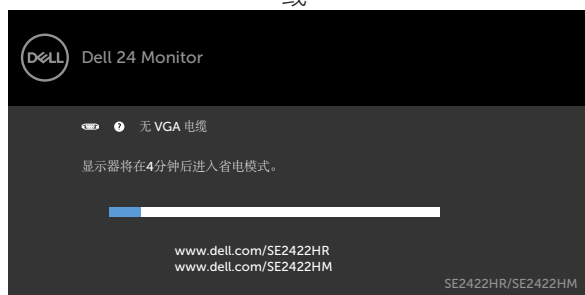 或
DELL Dell 24 Monitor
? 无 VGA 电缆
显示器将在4分钟后进入省电模式。
www.dell.com/SE2422HR
www.dell.com/SE2422HM
SE2422HR/SE2422HM